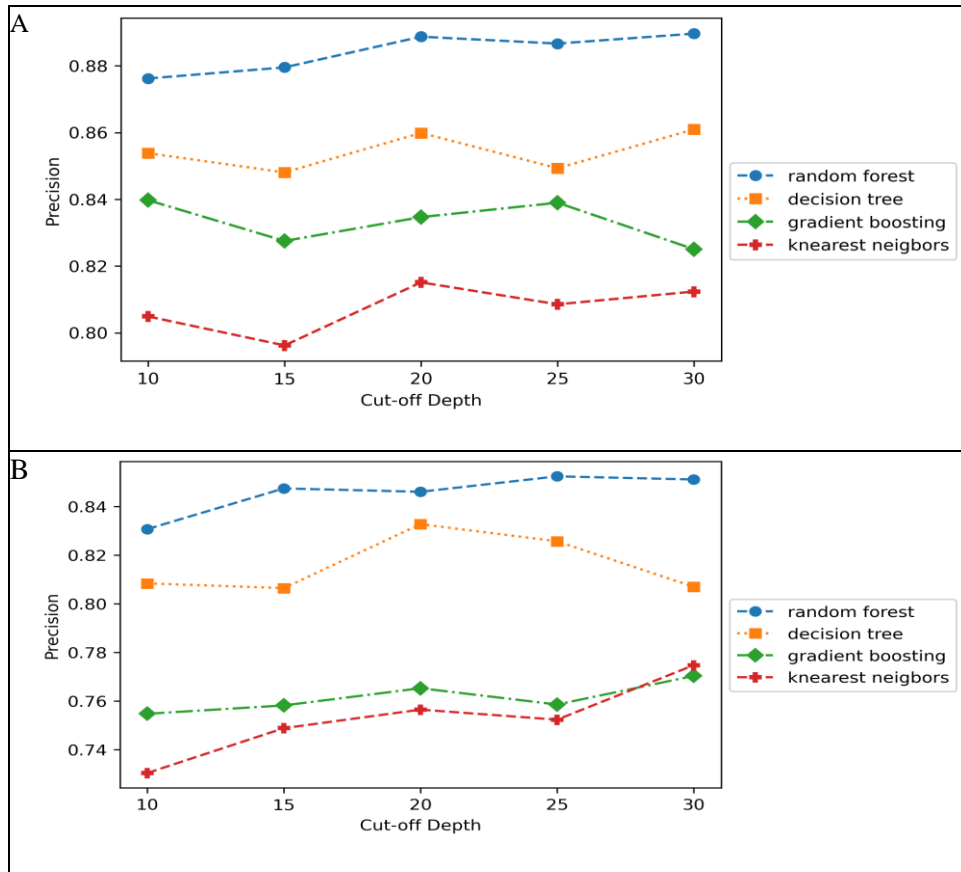 A
0.88
0.86
0.84
0.82
0.80
Precision
10 15 20 25 30
Cut-off Depth
random forest
decision tree
gradient boosting
knearest neigbors
B
0.84
0.82
0.80
0.78
0.76
0.74
Precision
10 15 20 25 30
Cut-off Depth
random forest
decision tree
gradient boosting
knearest neigbors